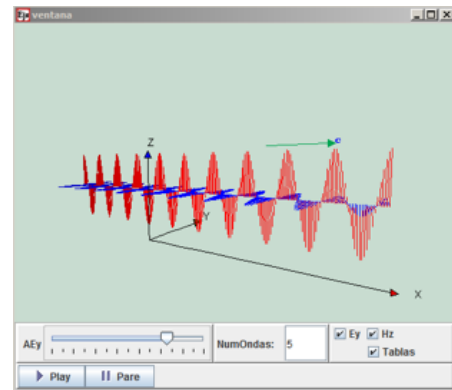 ventana
Z
c
Y
X
AEy
NumOndas: 5
Ey Hz
Tablas
Play Pare